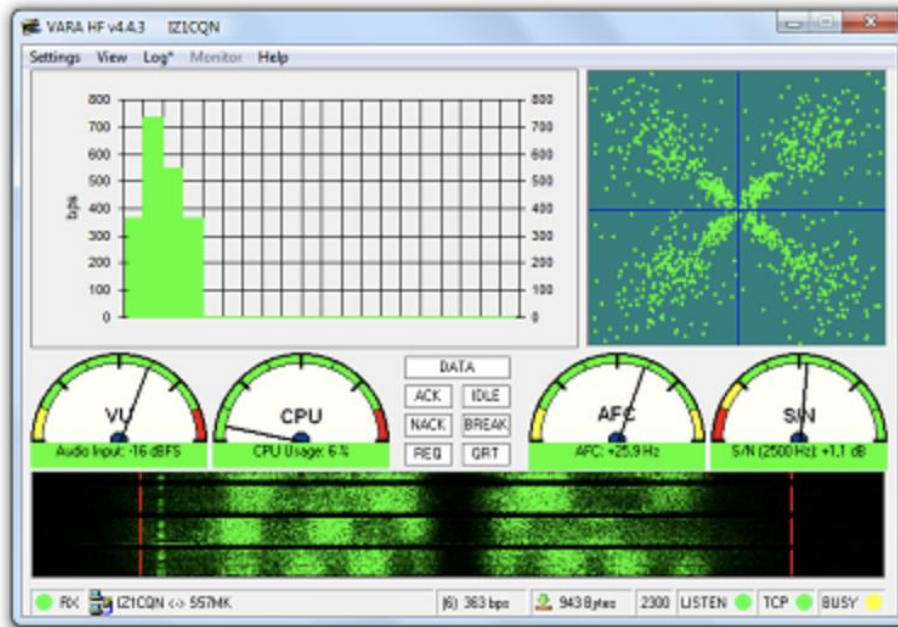 VARA HF v4.4.3 IZ1CQN
Settings View Log* Monitor Help
800 800
700 700
600 600
500 500
400 400
300 300
200 200
100 100
0 0
bps
DATA
ACK IDLE
NACK BREAK
REQ QRT
VU
Audio Input: -16 dBFS
CPU
CPU Usage: 6 %
AFC
AFC: +25.9 Hz
S/N
S/N (2500 Hz): +1.1 dB
RX IZ1CQN <-> S57MK (6) 363 bps 943 Bytes 2300 LISTEN TCP BUSY